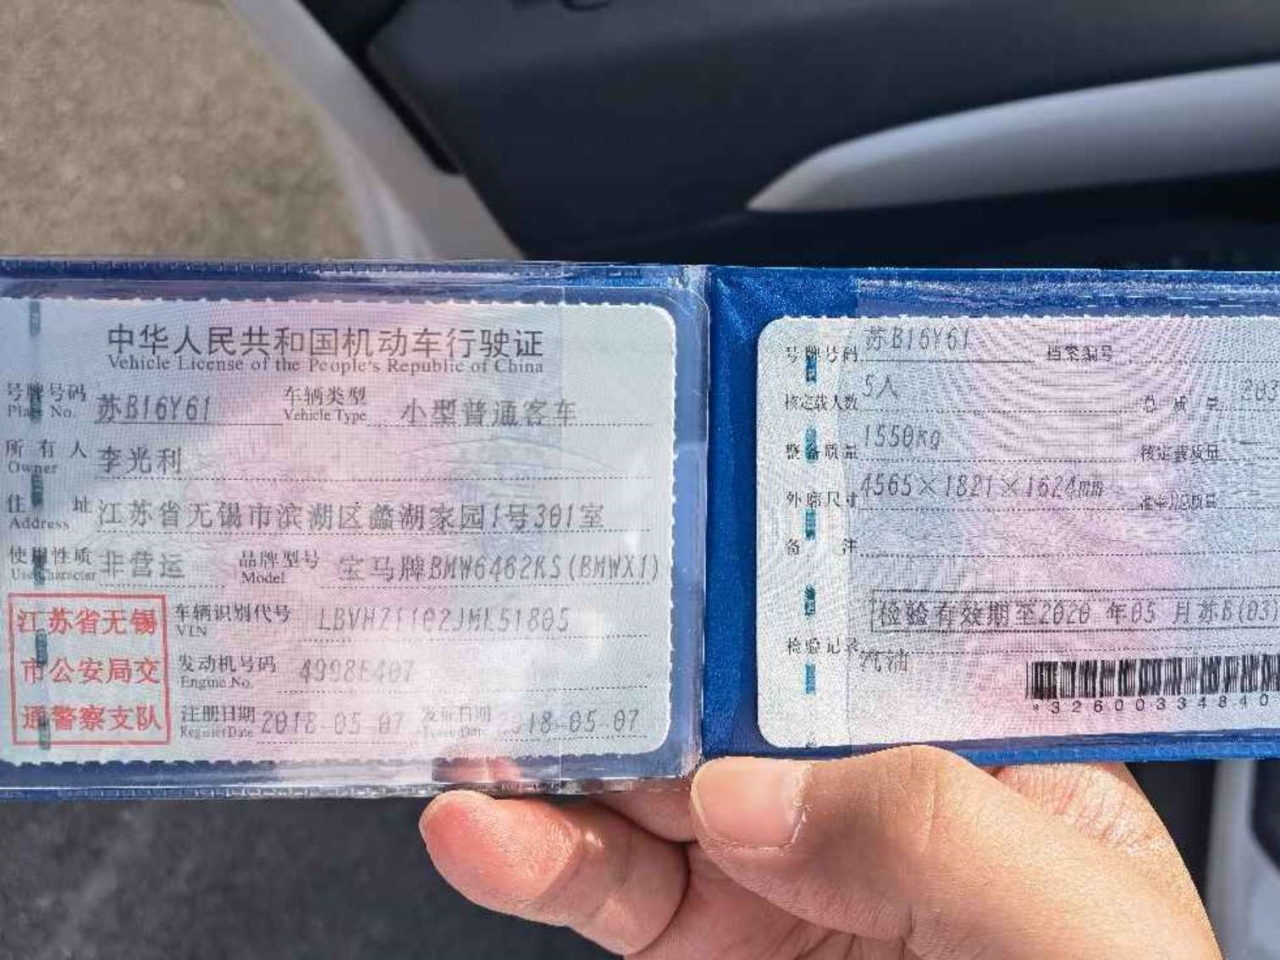 中华人民共和国机动车行驶证
Vehicle License of the People's Republic of China
号牌号码 苏B16Y61 车辆类型 小型普通客车
Plate No. Vehicle Type
所有人 李光利
Owner
住址 江苏省无锡市滨湖区蠡湖家园1号301室
Address
使用性质 非营运 品牌型号 宝马牌BMW6462KS(BMWX1)
Use Character Model
江苏省无锡
市公安局交
通警察支队
车辆识别代号
VIN
发动机号码
Engine No.
注册日期 2018-05-07 发证日期 2018-05-07
Register Date Issue Date
号牌号码 苏B16Y61 档案编号
核定载人数 5人 总质量 203
整备质量 1550kg 核定载质量
外廓尺寸 4565×1821×1624mm 准牵引总质量
备注
检验有效期至2020年05月苏B(03)
检验记录
汽油
*3260033484 0